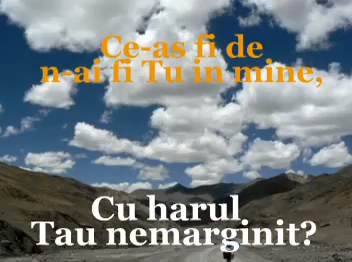 Ce-as fi de
n-ai fi Tu in mine,
Cu harul
Tau nemarginit?